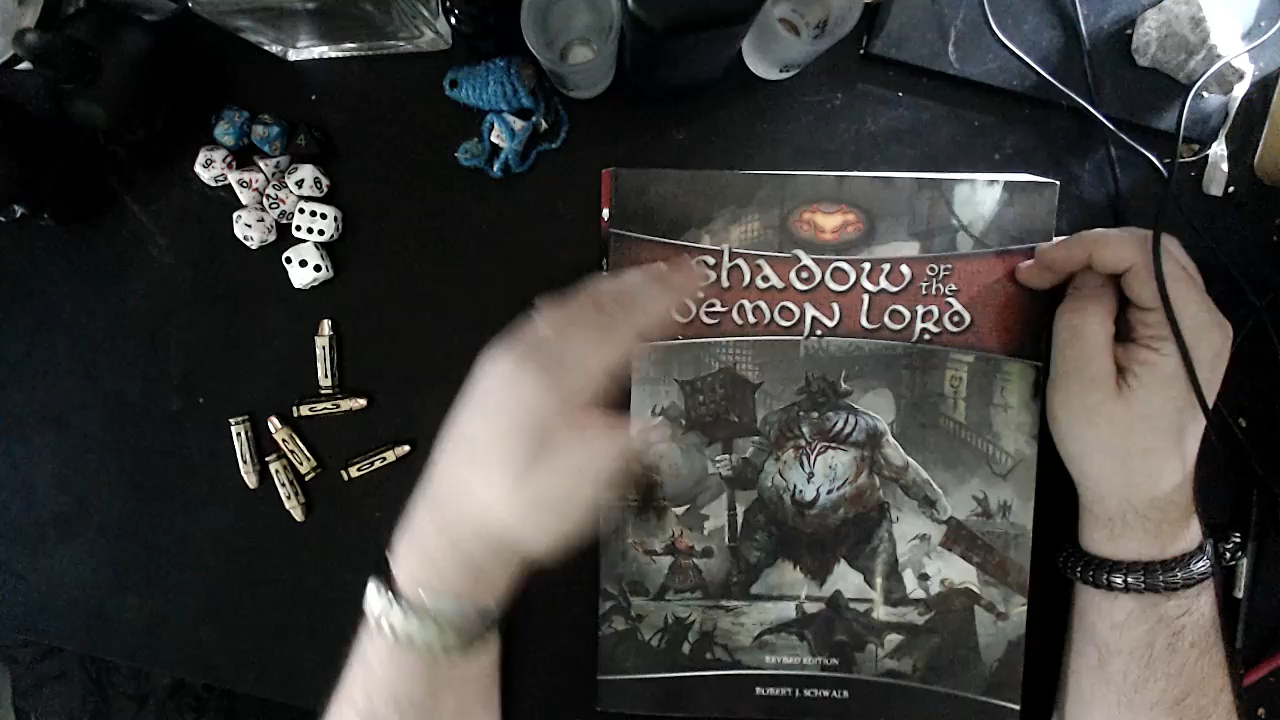 Shadow OF
the
Demon Lord
REVISED EDITION
ROBERT J. SCHWALB